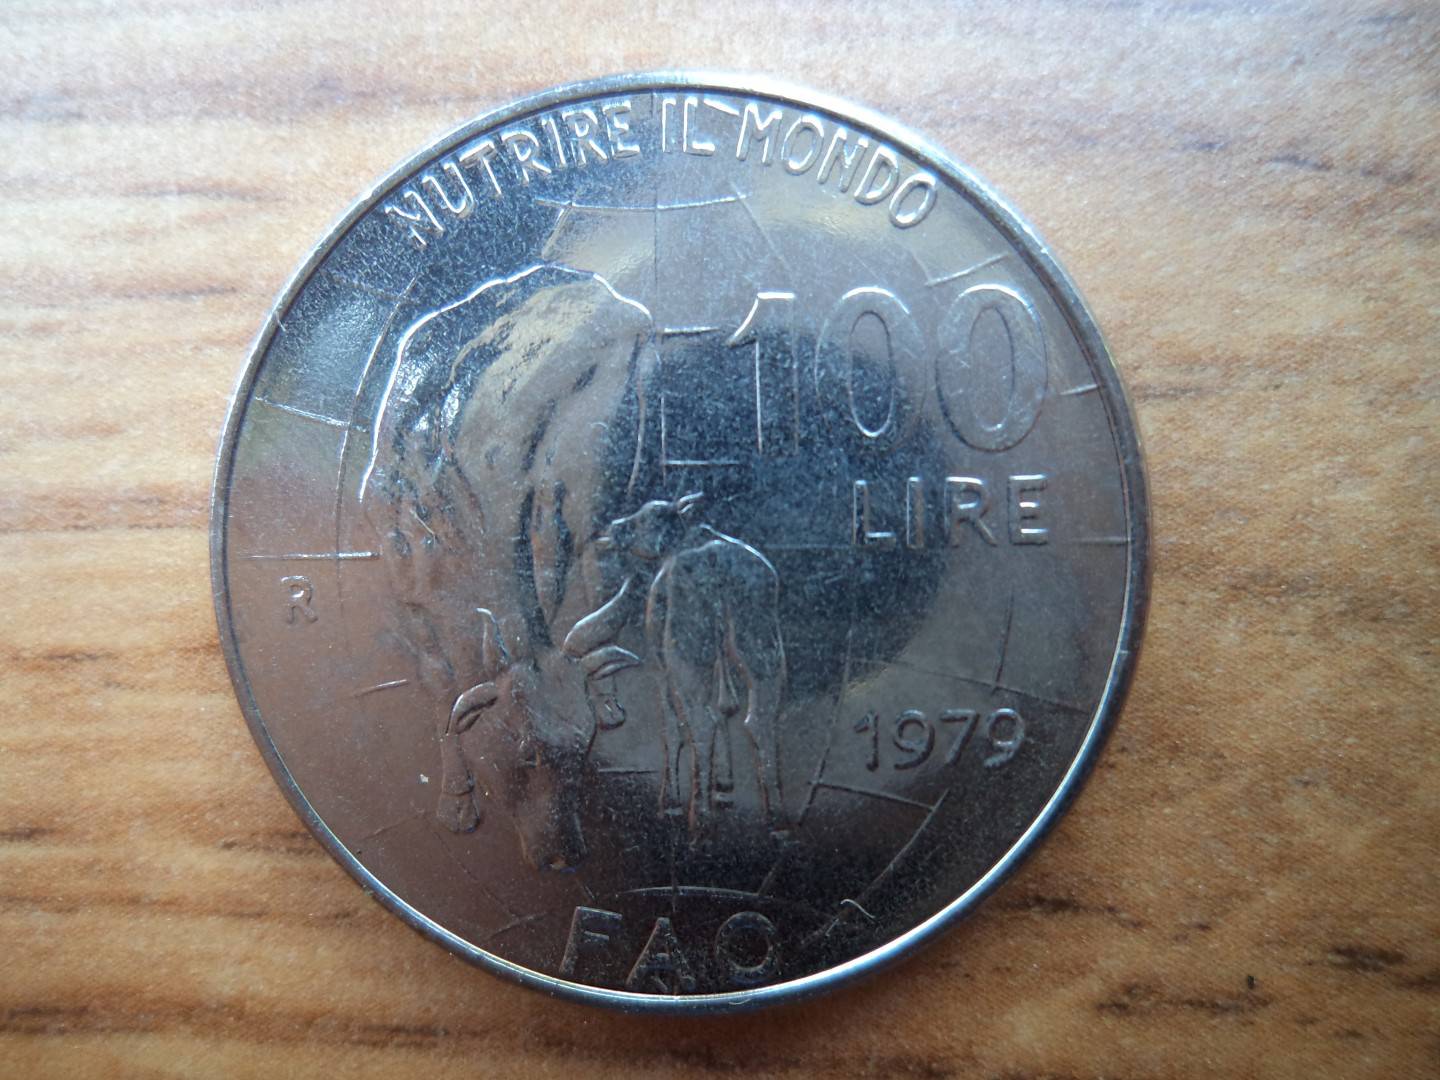 NUTRIRE IL MONDO
100
LIRE
R
1979
FAO